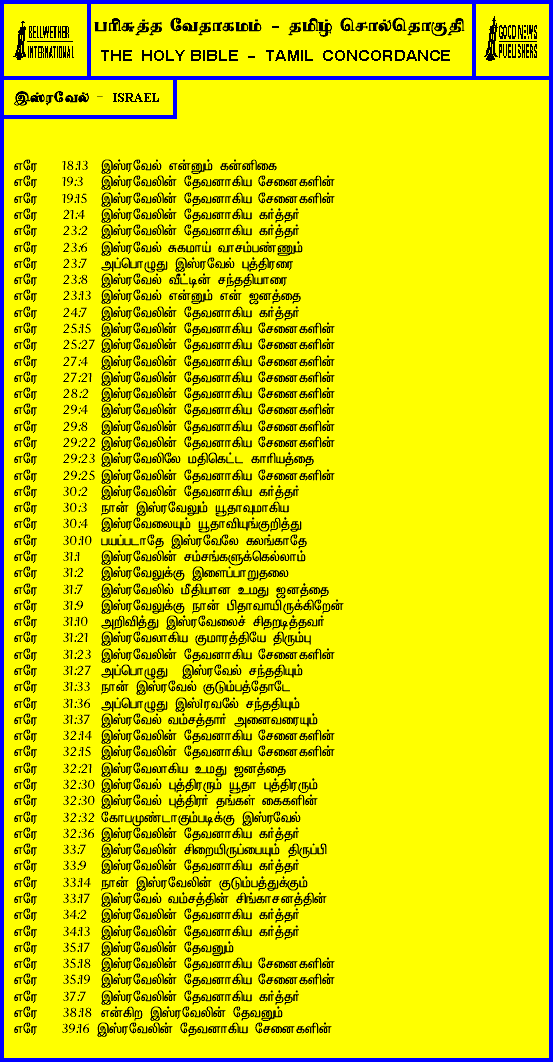 BELLWETHER
INTERNATIONAL
பரிசுத்த வேதாகமம் - தமிழ் சொல்தொகுதி
THE HOLY BIBLE - TAMIL CONCORDANCE
GOOD NEWS
PUBLISHERS
இஸ்ரவேல் - ISRAEL
எரே 18:13 இஸ்ரவேல் என்னும் கன்னிகை
எரே 19:3 இஸ்ரவேலின் தேவனாகிய சேனைகளின்
எரே 19:15 இஸ்ரவேலின் தேவனாகிய சேனைகளின்
எரே 21:4 இஸ்ரவேலின் தேவனாகிய கர்த்தர்
எரே 23:2 இஸ்ரவேலின் தேவனாகிய கர்த்தர்
எரே 23:6 இஸ்ரவேல் சுகமாய் வாசம்பண்ணும்
எரே 23:7 அப்பொழுது இஸ்ரவேல் புத்திரரை
எரே 23:8 இஸ்ரவேல் வீட்டின் சந்ததியாரை
எரே 23:13 இஸ்ரவேல் என்னும் என் ஜனத்தை
எரே 24:7 இஸ்ரவேலின் தேவனாகிய கர்த்தர்
எரே 25:15 இஸ்ரவேலின் தேவனாகிய சேனைகளின்
எரே 25:27 இஸ்ரவேலின் தேவனாகிய சேனைகளின்
எரே 27:4 இஸ்ரவேலின் தேவனாகிய சேனைகளின்
எரே 27:21 இஸ்ரவேலின் தேவனாகிய சேனைகளின்
எரே 28:2 இஸ்ரவேலின் தேவனாகிய சேனைகளின்
எரே 29:4 இஸ்ரவேலின் தேவனாகிய சேனைகளின்
எரே 29:8 இஸ்ரவேலின் தேவனாகிய சேனைகளின்
எரே 29:22 இஸ்ரவேலின் தேவனாகிய சேனைகளின்
எரே 29:23 இஸ்ரவேலிலே மதிகெட்ட காரியத்தை
எரே 29:25 இஸ்ரவேலின் தேவனாகிய சேனைகளின்
எரே 30:2 இஸ்ரவேலின் தேவனாகிய கர்த்தர்
எரே 30:3 நான் இஸ்ரவேலும் யூதாவுமாகிய
எரே 30:4 இஸ்ரவேலையும் யூதாவியுங்குறித்து
எரே 30:10 பயப்படாதே இஸ்ரவேலே கலங்காதே
எரே 31:1 இஸ்ரவேலின் சம்சங்களுக்கெல்லாம்
எரே 31:2 இஸ்ரவேலுக்கு இளைப்பாறுதலை
எரே 31:7 இஸ்ரவேலில் மீதியான உமது ஜனத்தை
எரே 31:9 இஸ்ரவேலுக்கு நான் பிதாவாயிருக்கிறேன்
எரே 31:10 அறிவித்து இஸ்ரவேலைச் சிதறடித்தவர்
எரே 31:21 இஸ்ரவேலாகிய குமாரத்தியே திரும்பு
எரே 31:23 இஸ்ரவேலின் தேவனாகிய சேனைகளின்
எரே 31:27 அப்பொழுது இஸ்ரவேல் சந்ததியும்
எரே 31:33 நான் இஸ்ரவேல் குடும்பத்தோடே
எரே 31:36 அப்பொழுது இஸ்1ரவலே் சந்ததியும்
எரே 31:37 இஸ்ரவேல் வம்சத்தார் அனைவரையும்
எரே 32:14 இஸ்ரவேலின் தேவனாகிய சேனைகளின்
எரே 32:15 இஸ்ரவேலின் தேவனாகிய சேனைகளின்
எரே 32:21 இஸ்ரவேலாகிய உமது ஜனத்தை
எரே 32:30 இஸ்ரவேல் புத்திரரும் யூதா புத்திரரும்
எரே 32:30 இஸ்ரவேல் புத்திரர் தங்கள் கைகளின்
எரே 32:32 கோபமுண்டாகும்படிக்கு இஸ்ரவேல்
எரே 32:36 இஸ்ரவேலின் தேவனாகிய கர்த்தர்
எரே 33:7 இஸ்ரவேலின் சிறையிருப்பையும் திருப்பி
எரே 33:9 இஸ்ரவேலின் தேவனாகிய கர்த்தர்
எரே 33:14 நான் இஸ்ரவேலின் குடும்பத்துக்கும்
எரே 33:17 இஸ்ரவேல் வம்சத்தின் சிங்காசனத்தின்
எரே 34:2 இஸ்ரவேலின் தேவனாகிய கர்த்தர்
எரே 34:13 இஸ்ரவேலின் தேவனாகிய கர்த்தர்
எரே 35:17 இஸ்ரவேலின் தேவனும்
எரே 35:18 இஸ்ரவேலின் தேவனாகிய சேனைகளின்
எரே 35:19 இஸ்ரவேலின் தேவனாகிய சேனைகளின்
எரே 37:7 இஸ்ரவேலின் தேவனாகிய கர்த்தர்
எரே 38:18 என்கிற இஸ்ரவேலின் தேவனும்
எரே 39:16 இஸ்ரவேலின் தேவனாகிய சேனைகளின்